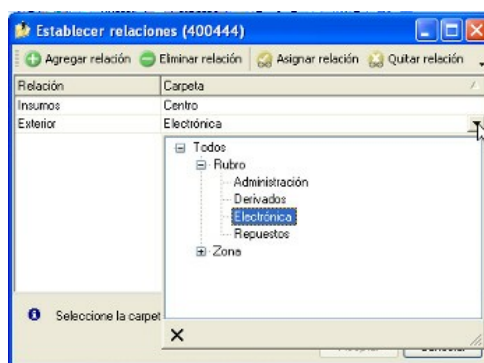 Establecer relaciones (400444)
Agregar relación Eliminar relación Asignar relación Quitar relación
Relación Carpeta
Insumos Centro
Exterior Electrónica
Todos
Rubro
Administración
Derivados
Electrónica
Repuestos
Zona
Seleccione la carpet